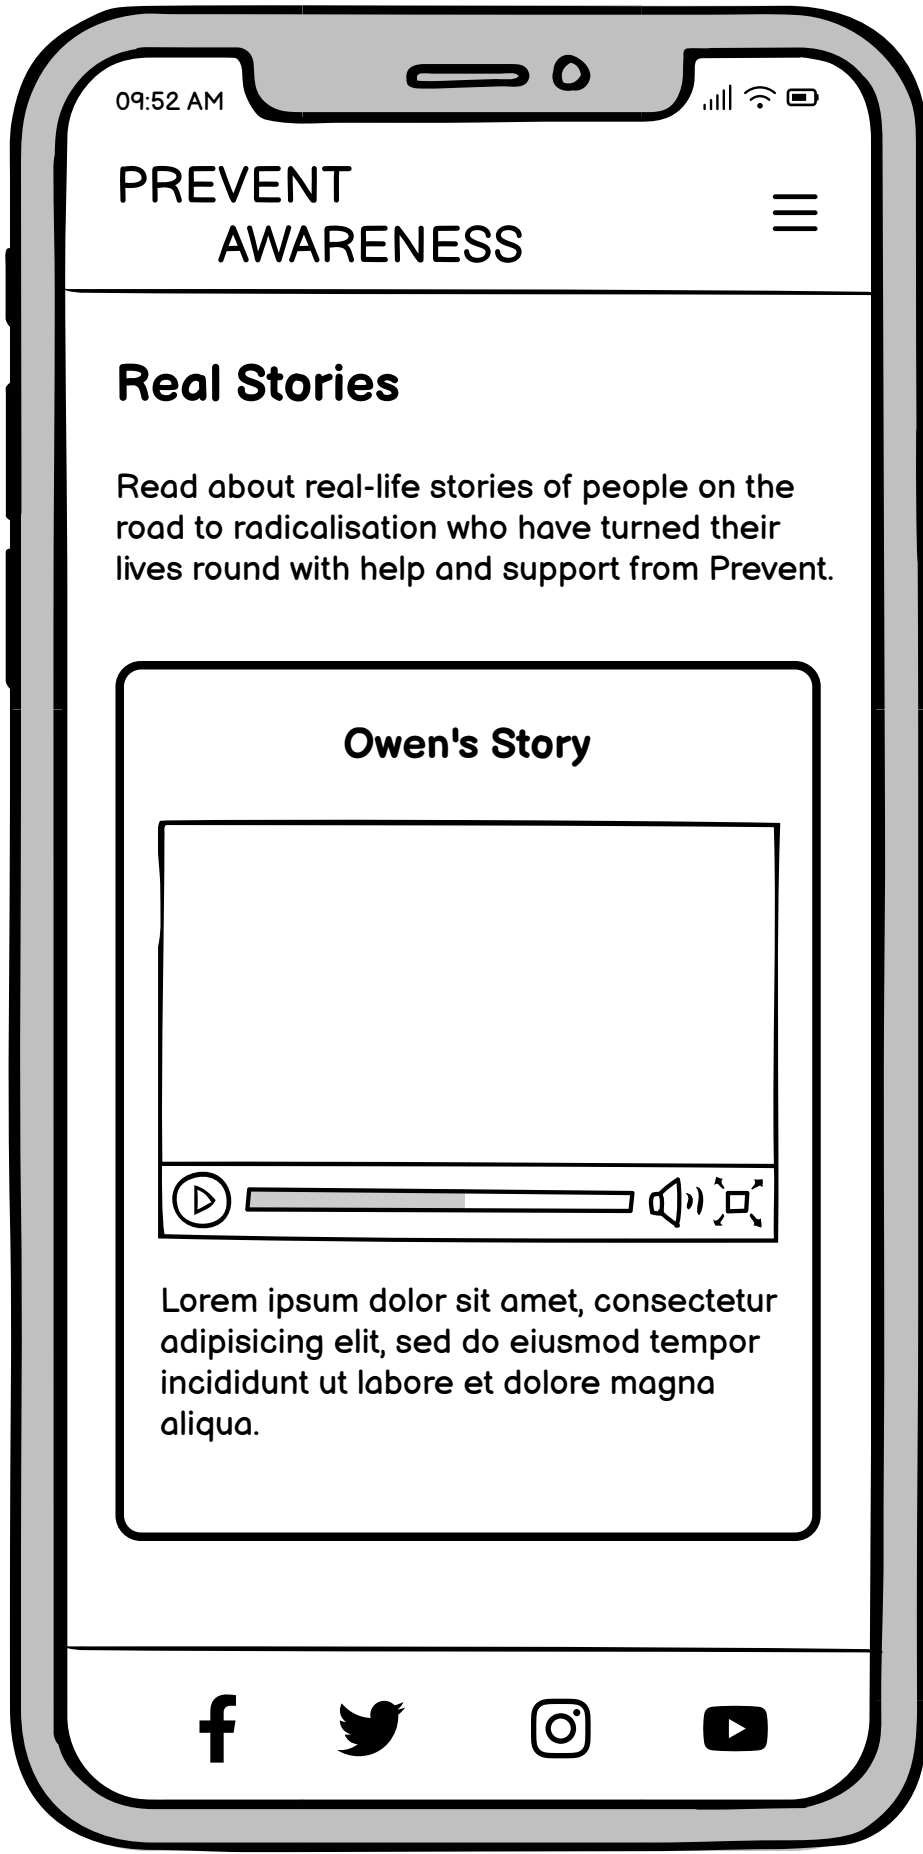 09:52 AM
PREVENT
AWARENESS
Real Stories
Read about real-life stories of people on the
road to radicalisation who have turned their
lives round with help and support from Prevent.
Owen's Story
Lorem ipsum dolor sit amet, consectetur
adipisicing elit, sed do eiusmod tempor
incididunt ut labore et dolore magna
aliqua.